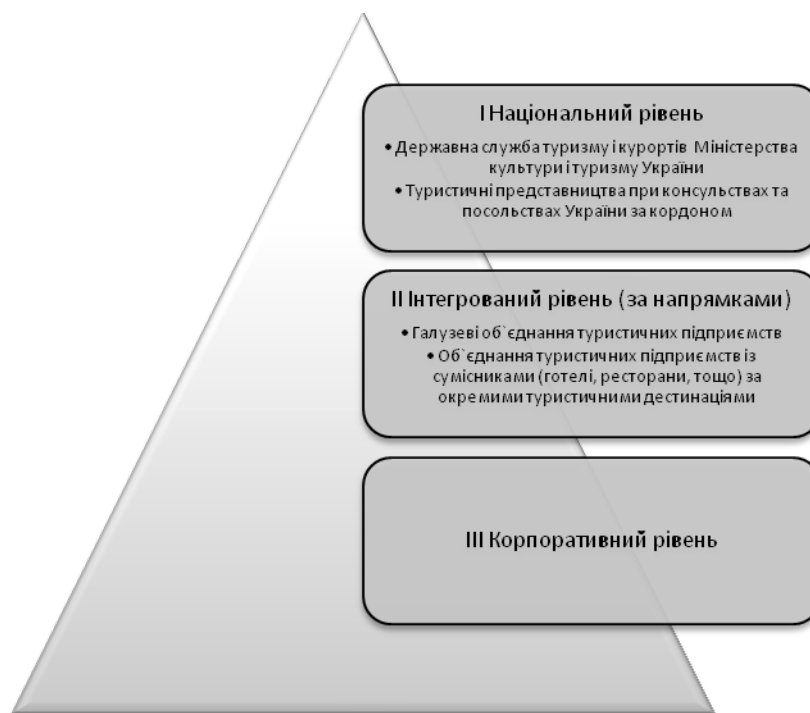 І Національний рівень
• Державна служба туризму і курортів Міністерства
культури і туризму України
• Туристичні представництва при консульствах та
посольствах України за кордоном
ІІ Інтегрований рівень (за напрямками)
• Галузеві об`єднання туристичних підприємств
• Об`єднання туристичних підприємств із
сумісниками (готелі, ресторани, тощо) за
окремими туристичними дестинаціями
ІІІ Корпоративний рівень